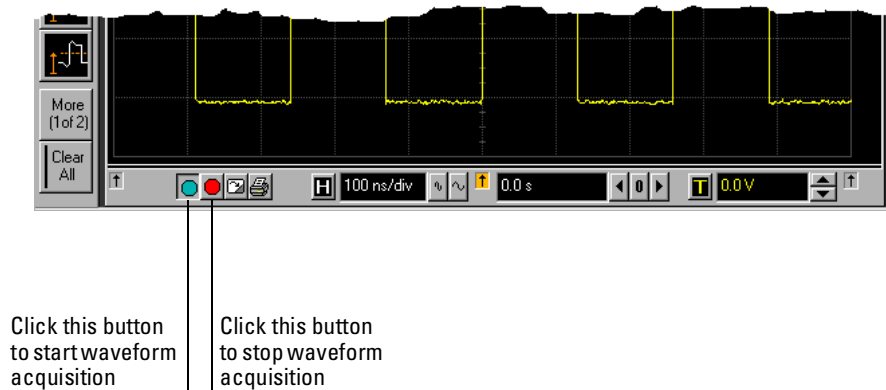 More
(1of 2)
Clear
All
H 100 ns/div 0.0 s 0 T 0.0 V
Click this button
to start waveform
acquisition
Click this button
to stop waveform
acquisition